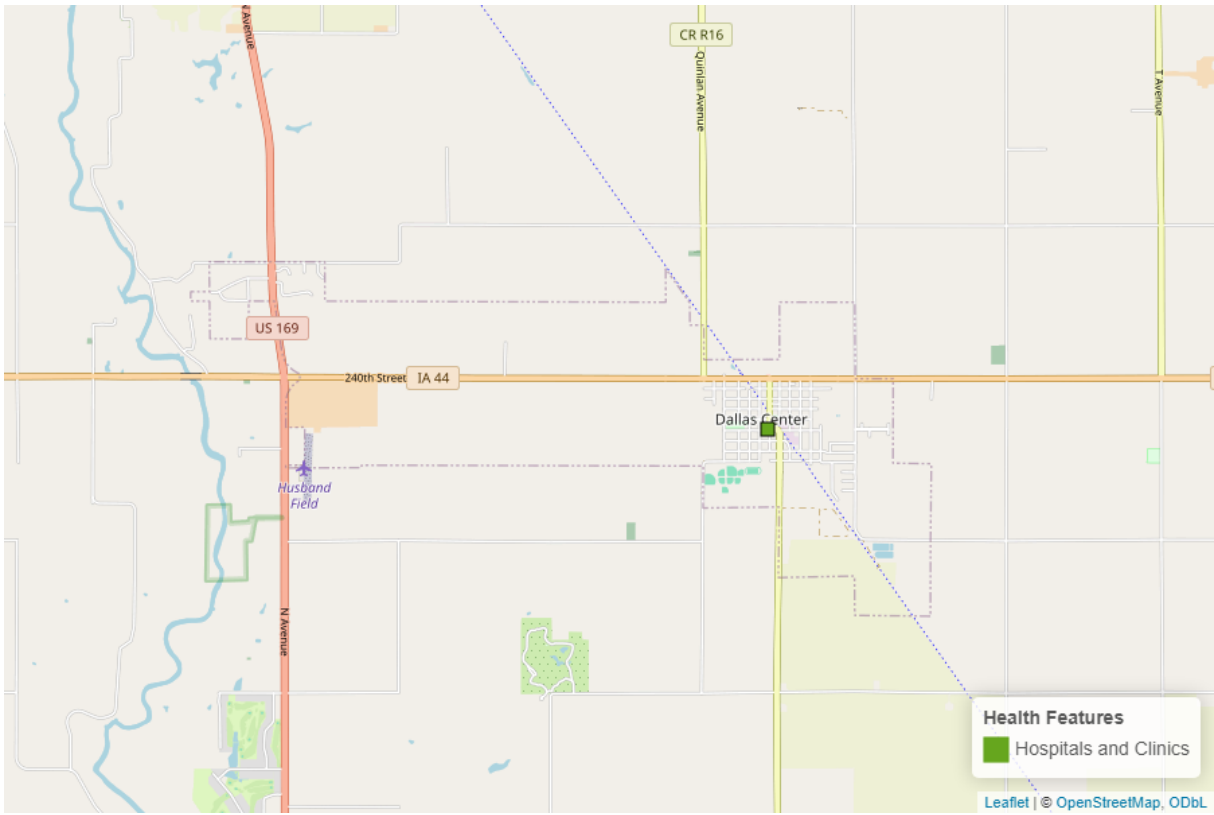 N Avenue
CR R16
Quinlan Avenue
T Avenue
US 169
240th Street
IA 44
Dallas Center
Husband
Field
N Avenue
Health Features
Hospitals and Clinics
Leaflet | © OpenStreetMap, ODbL